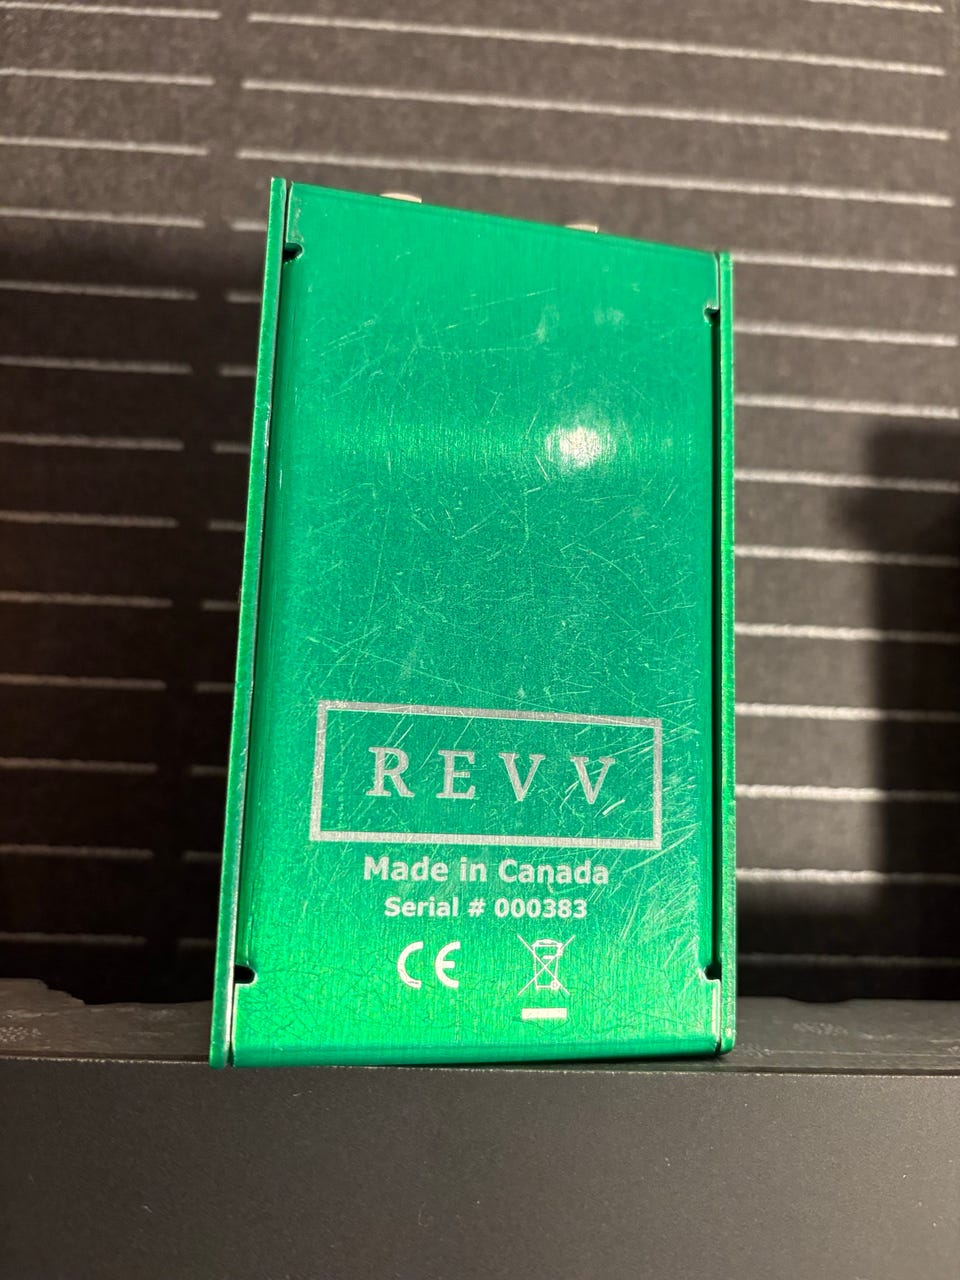 REVV
Made in Canada
Serial # 000383
CE